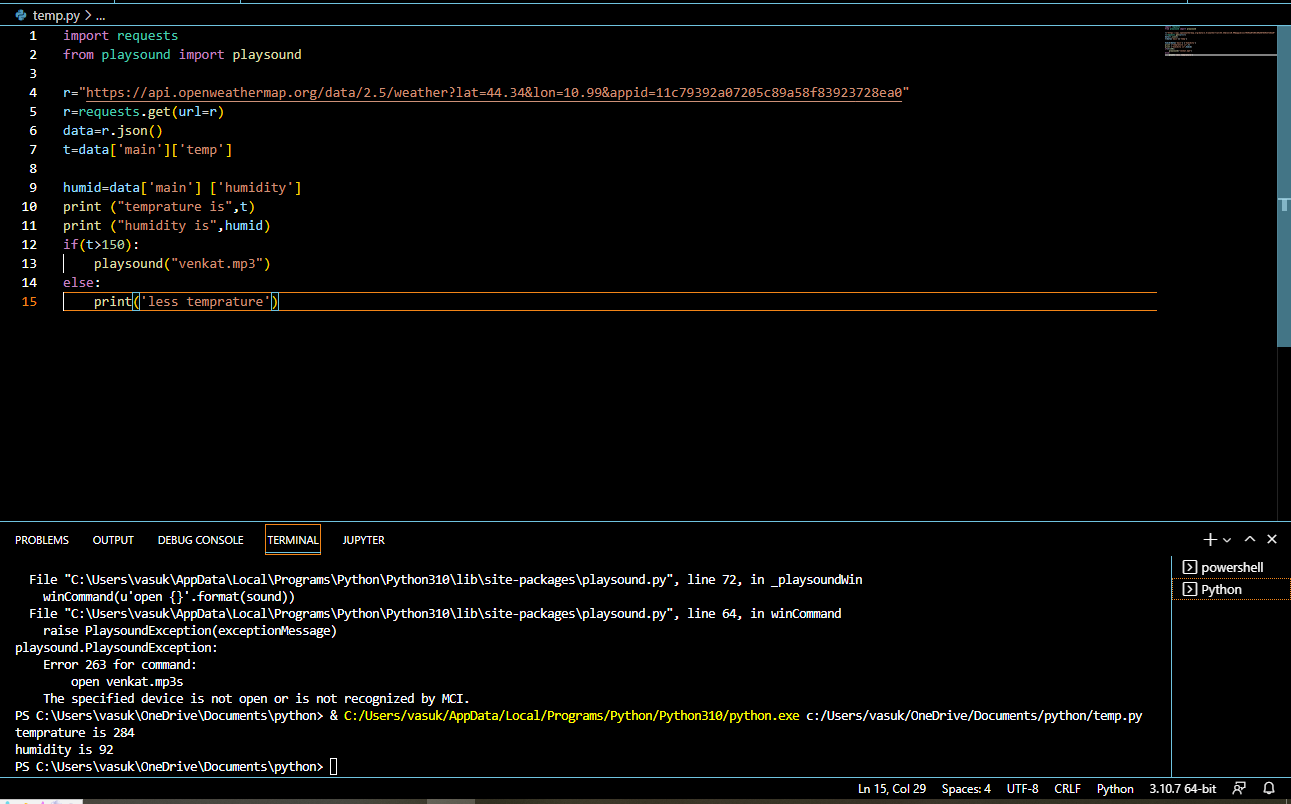 temp.py > ...
1 import requests
2 from playsound import playsound
3
4 r="https://api.openweathermap.org/data/2.5/weather?lat=44.34&lon=10.99&appid=11c79392a07205c89a58f83923728ea0"
5 r=requests.get(url=r)
6 data=r.json()
7 t=data['main']['temp']
8
9 humid=data['main'] ['humidity']
10 print ("temprature is",t)
11 print ("humidity is",humid)
12 if(t>150):
13     playsound("venkat.mp3")
14 else:
15     print('less temprature')
PROBLEMS OUTPUT DEBUG CONSOLE TERMINAL JUPYTER
powershell
Python
  File "C:\Users\vasuk\AppData\Local\Programs\Python\Python310\lib\site-packages\playsound.py", line 72, in _playsoundWin
    winCommand(u'open {}'.format(sound))
  File "C:\Users\vasuk\AppData\Local\Programs\Python\Python310\lib\site-packages\playsound.py", line 64, in winCommand
    raise PlaysoundException(exceptionMessage)
playsound.PlaysoundException:
    Error 263 for command:
        open venkat.mp3s
    The specified device is not open or is not recognized by MCI.
PS C:\Users\vasuk\OneDrive\Documents\python> & C:/Users/vasuk/AppData/Local/Programs/Python/Python310/python.exe c:/Users/vasuk/OneDrive/Documents/python/temp.py
temprature is 284
humidity is 92
PS C:\Users\vasuk\OneDrive\Documents\python>
Ln 15, Col 29 Spaces: 4 UTF-8 CRLF Python 3.10.7 64-bit